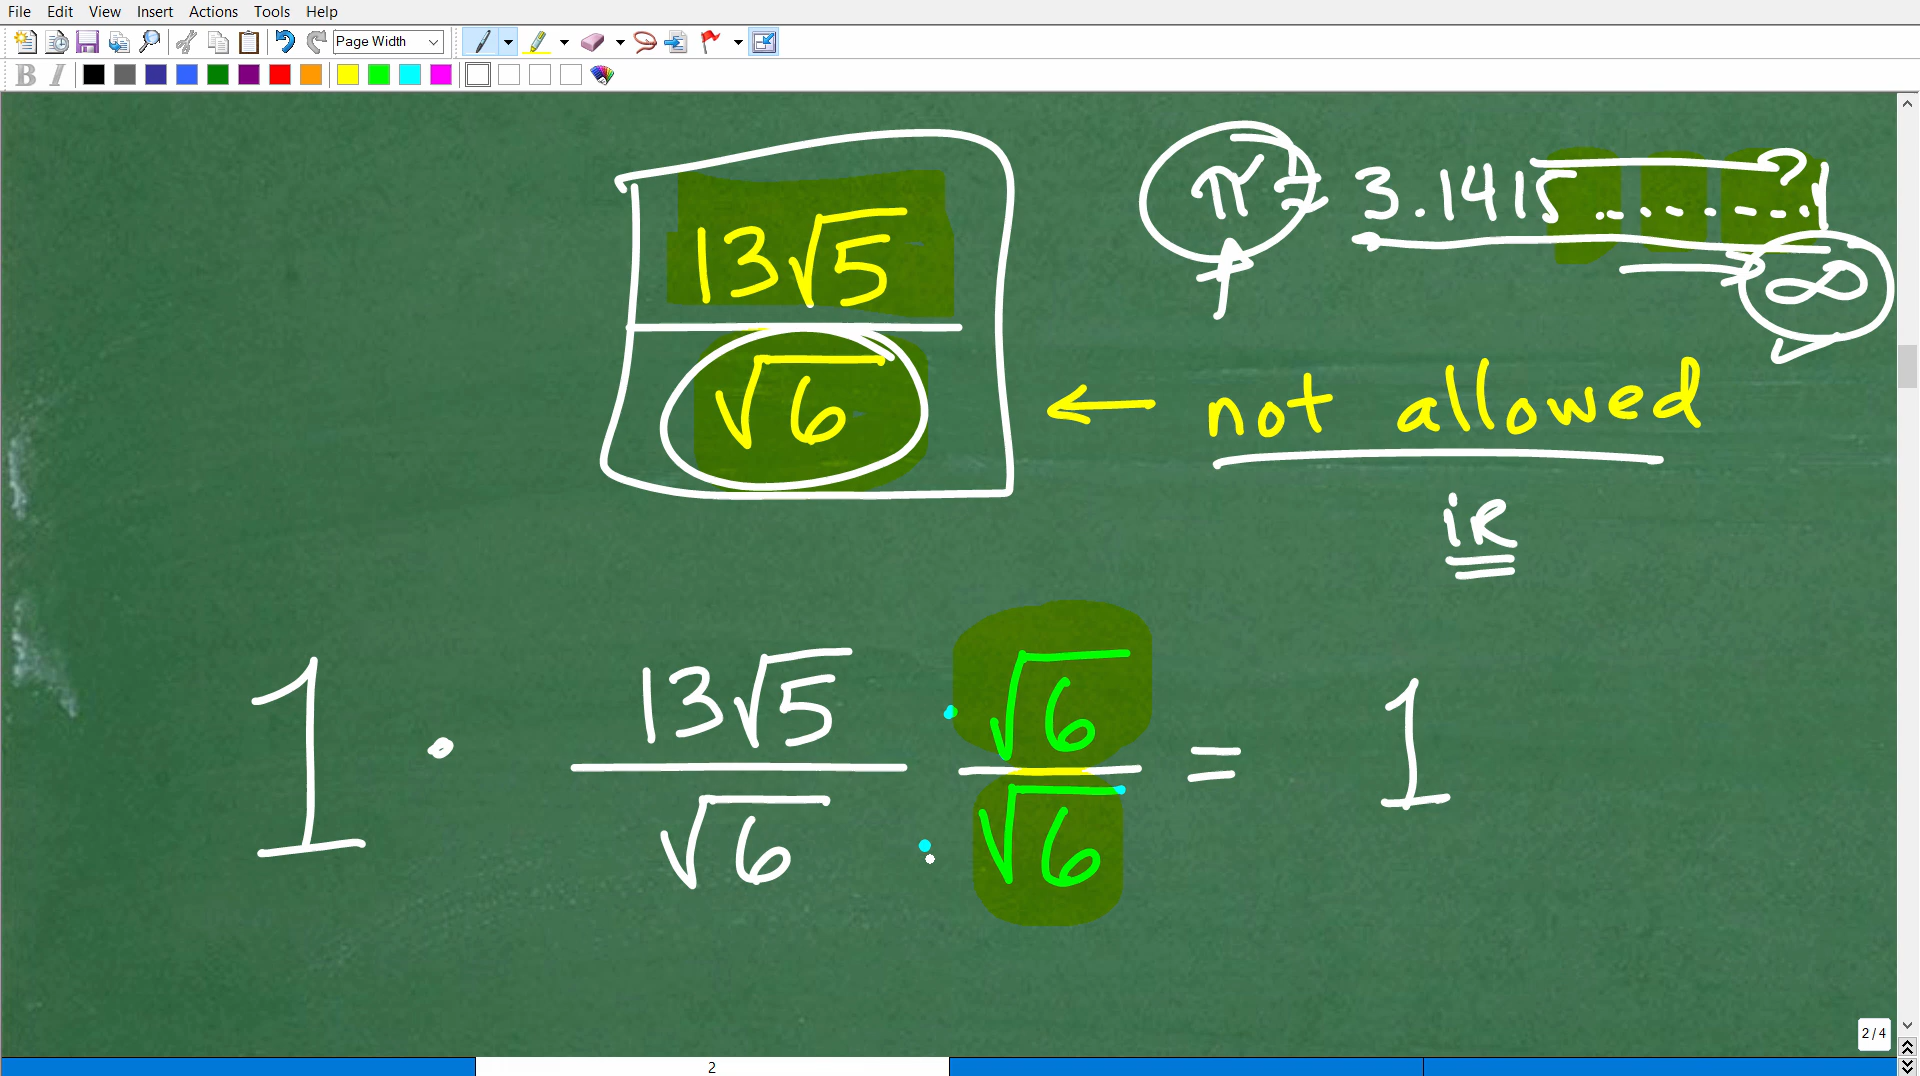 File Edit View Insert Actions Tools Help
Page Width
B I
π = 3.1415 ........ ?
∞
13√5
√6
← not allowed
iR
1 · 13√5/√6 · √6/√6 = 1
2 / 4
2